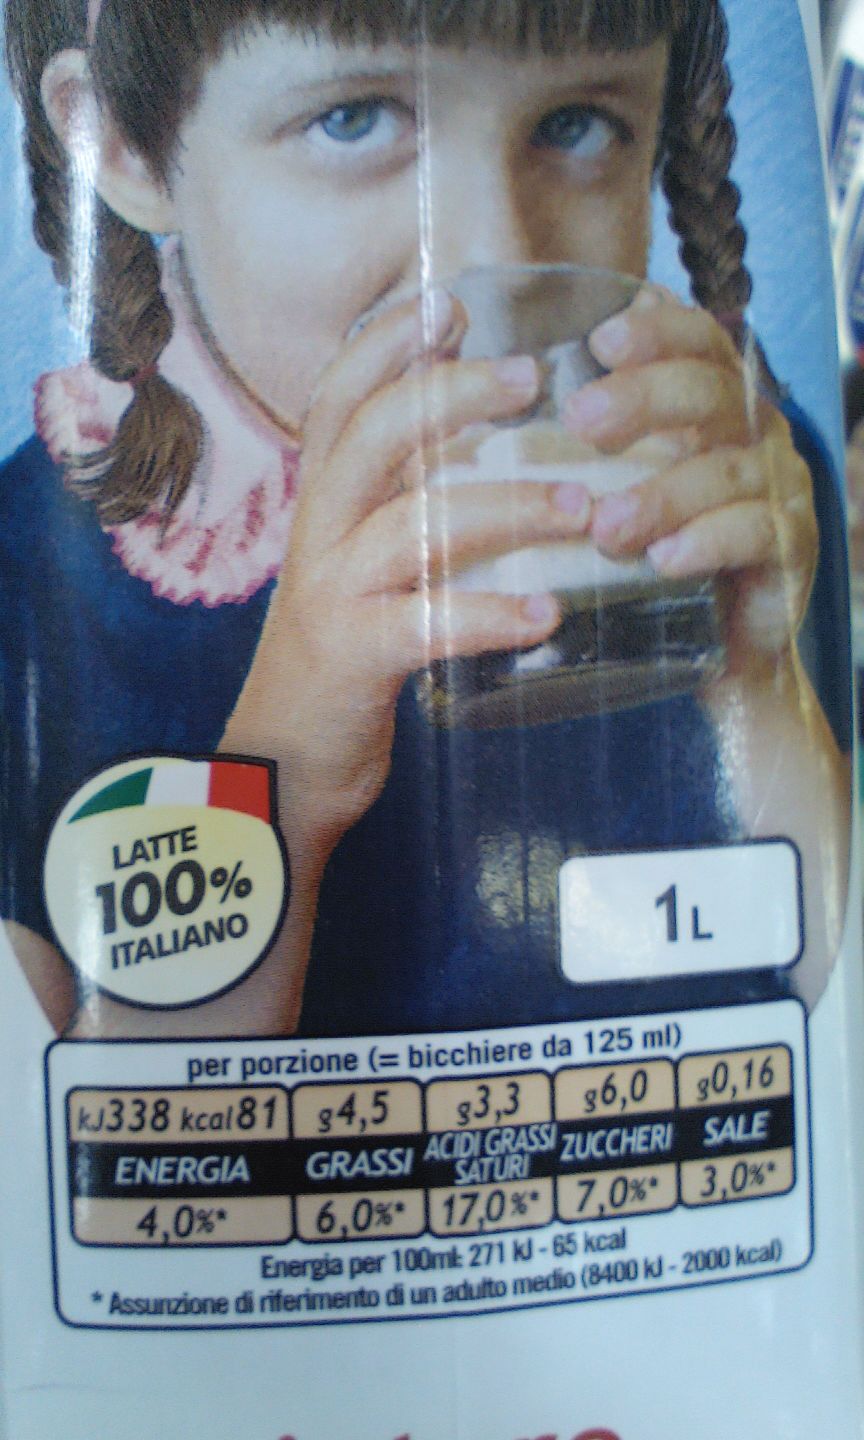 LATTE
100%
ITALIANO
1L
per porzione (= bicchiere da 125 ml)
kJ338 kcal81 g4,5 g3,3 g6,0 g0,16
ENERGIA GRASSI ACIDI GRASSI SATURI ZUCCHERI SALE
4,0%* 6,0%* 17,0%* 7,0%* 3,0%*
Energia per 100ml: 271 kJ - 65 kcal
* Assunzione di riferimento di un adulto medio (8400 kJ - 2000 kcal)